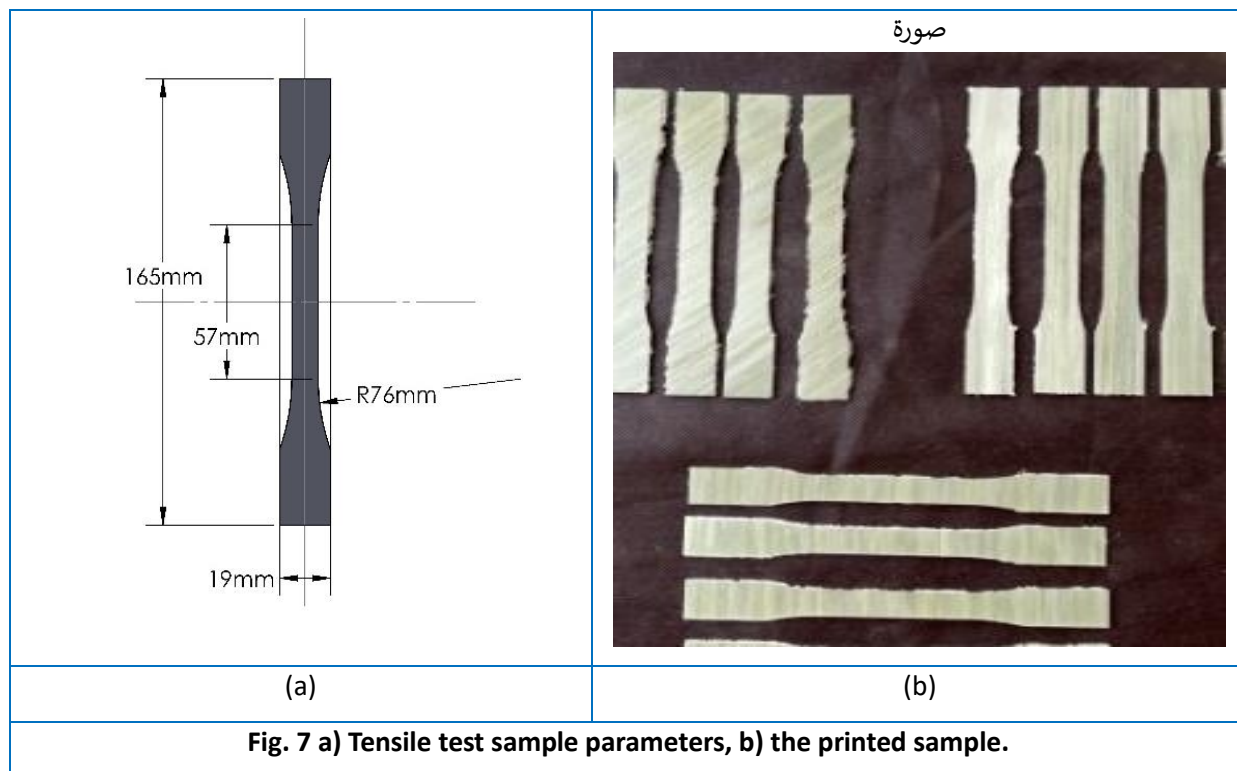 صورة
165mm
57mm
R76mm
19mm
(a)
(b)
Fig. 7 a) Tensile test sample parameters, b) the printed sample.